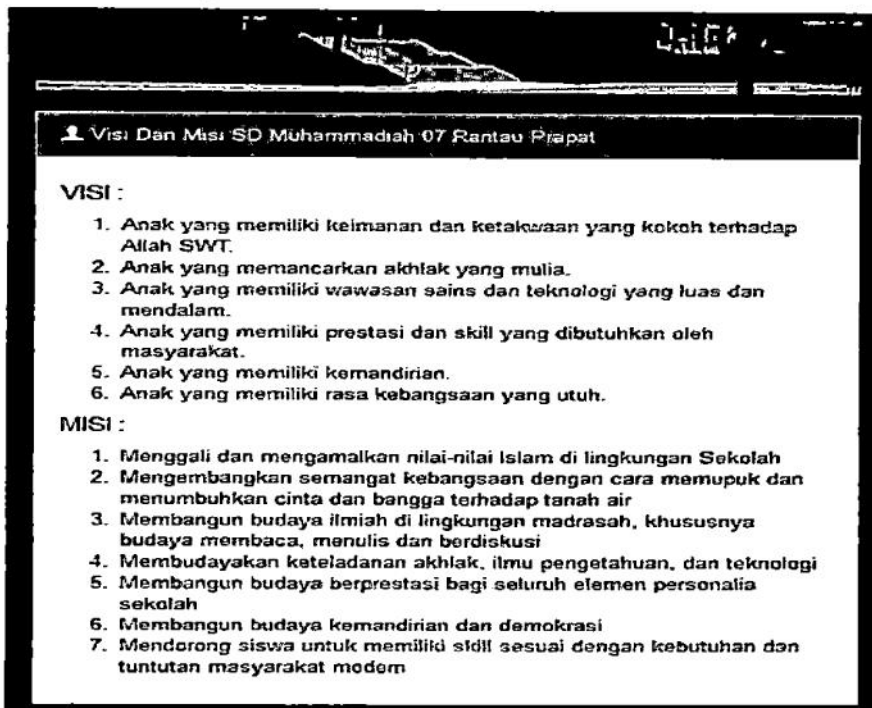 Visi Dan Misi SD Muhammadiah 07 Rantau Prapat
VISI :
1. Anak yang memiliki keimanan dan ketakwaan yang kokoh terhadap
Allah SWT.
2. Anak yang memancarkan akhlak yang mulia.
3. Anak yang memiliki wawasan sains dan teknologi yang luas dan
mendalam.
4. Anak yang memiliki prestasi dan skill yang dibutuhkan oleh
masyarakat.
5. Anak yang memiliki kemandirian.
6. Anak yang memiliki rasa kebangsaan yang utuh.
MISI :
1. Menggali dan mengamalkan nilai-nilai Islam di lingkungan Sekolah
2. Mengembangkan semangat kebangsaan dengan cara memupuk dan
menumbuhkan cinta dan bangga terhadap tanah air
3. Membangun budaya ilmiah di lingkungan madrasah, khususnya
budaya membaca, menulis dan berdiskusi
4. Membudayakan keteladanan akhlak, ilmu pengetahuan, dan teknologi
5. Membangun budaya berprestasi bagi seluruh elemen personalia
sekolah
6. Membangun budaya kemandirian dan demokrasi
7. Mendorong siswa untuk memiliki skill sesuai dengan kebutuhan dan
tuntutan masyarakat modern